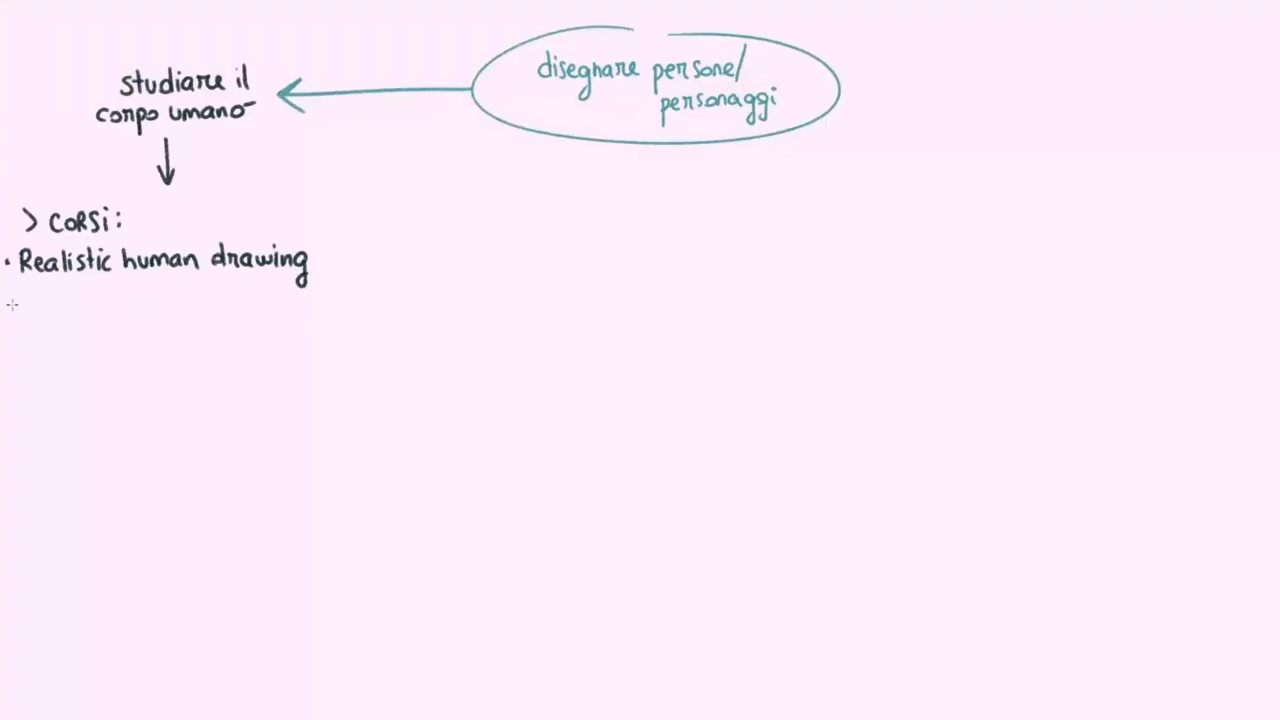 disegnare persone/
personaggi
studiare il
corpo umano
> CORSi:
• Realistic human drawing